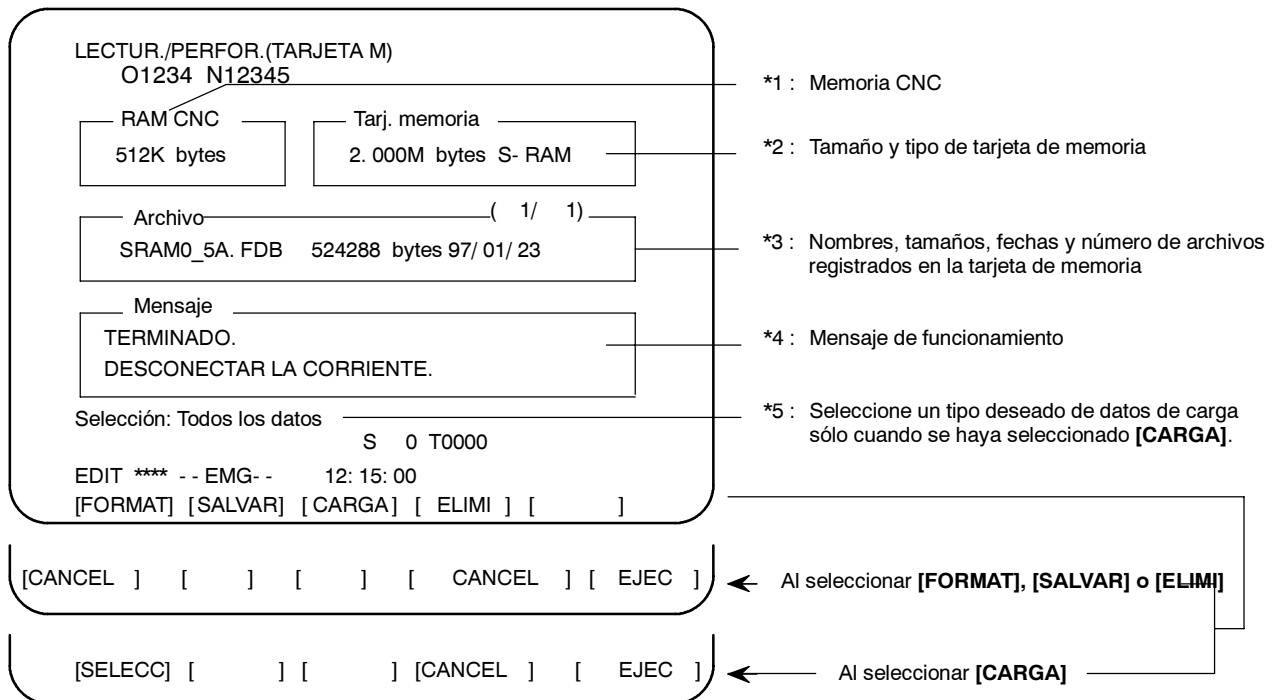 LECTUR./PERFOR.(TARJETA M)
O1234 N12345
RAM CNC
512K bytes
Tarj. memoria
2. 000M bytes S- RAM
Archivo
( 1/ 1)
SRAM0_5A. FDB 524288 bytes 97/ 01/ 23
Mensaje
TERMINADO.
DESCONECTAR LA CORRIENTE.
Selección: Todos los datos
S 0 T0000
EDIT **** - - EMG- - 12: 15: 00
[FORMAT] [SALVAR] [CARGA] [ ELIMI ] [ ]
*1 : Memoria CNC
*2 : Tamaño y tipo de tarjeta de memoria
*3 : Nombres, tamaños, fechas y número de archivos
registrados en la tarjeta de memoria
*4 : Mensaje de funcionamiento
*5 : Seleccione un tipo deseado de datos de carga
sólo cuando se haya seleccionado [CARGA].
[CANCEL ] [ ] [ ] [ CANCEL ] [ EJEC ]
Al seleccionar [FORMAT], [SALVAR] o [ELIMI]
[SELECC] [ ] [ ] [CANCEL ] [ EJEC ]
Al seleccionar [CARGA]